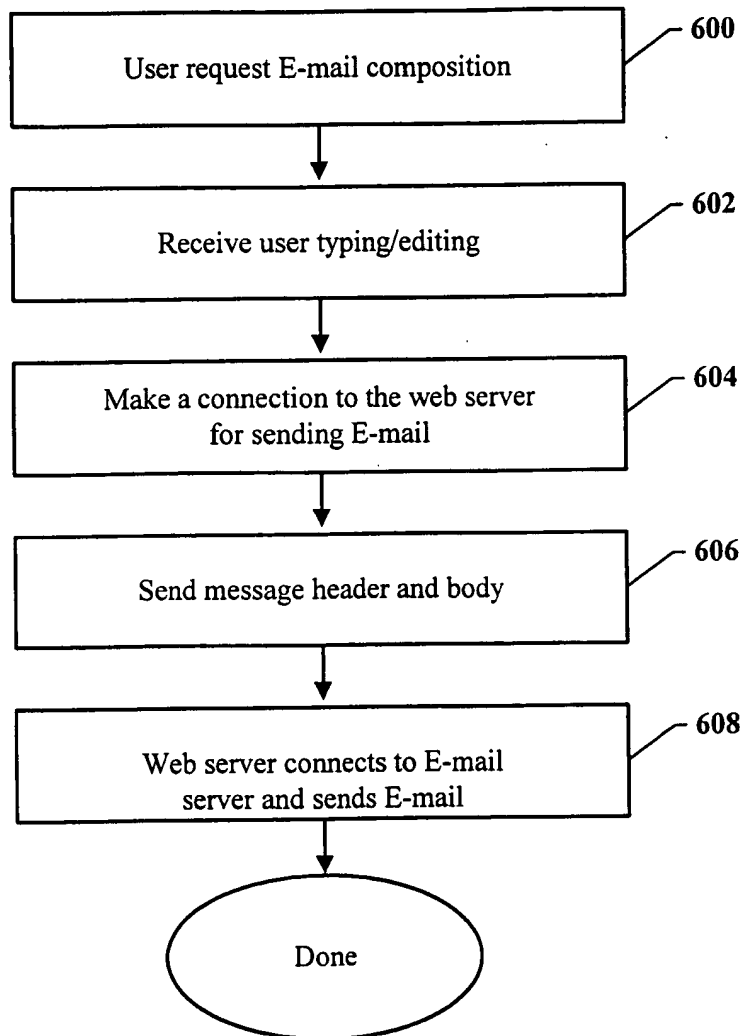 600
User request E-mail composition
602
Receive user typing/editing
604
Make a connection to the web server
for sending E-mail
606
Send message header and body
608
Web server connects to E-mail
server and sends E-mail
Done